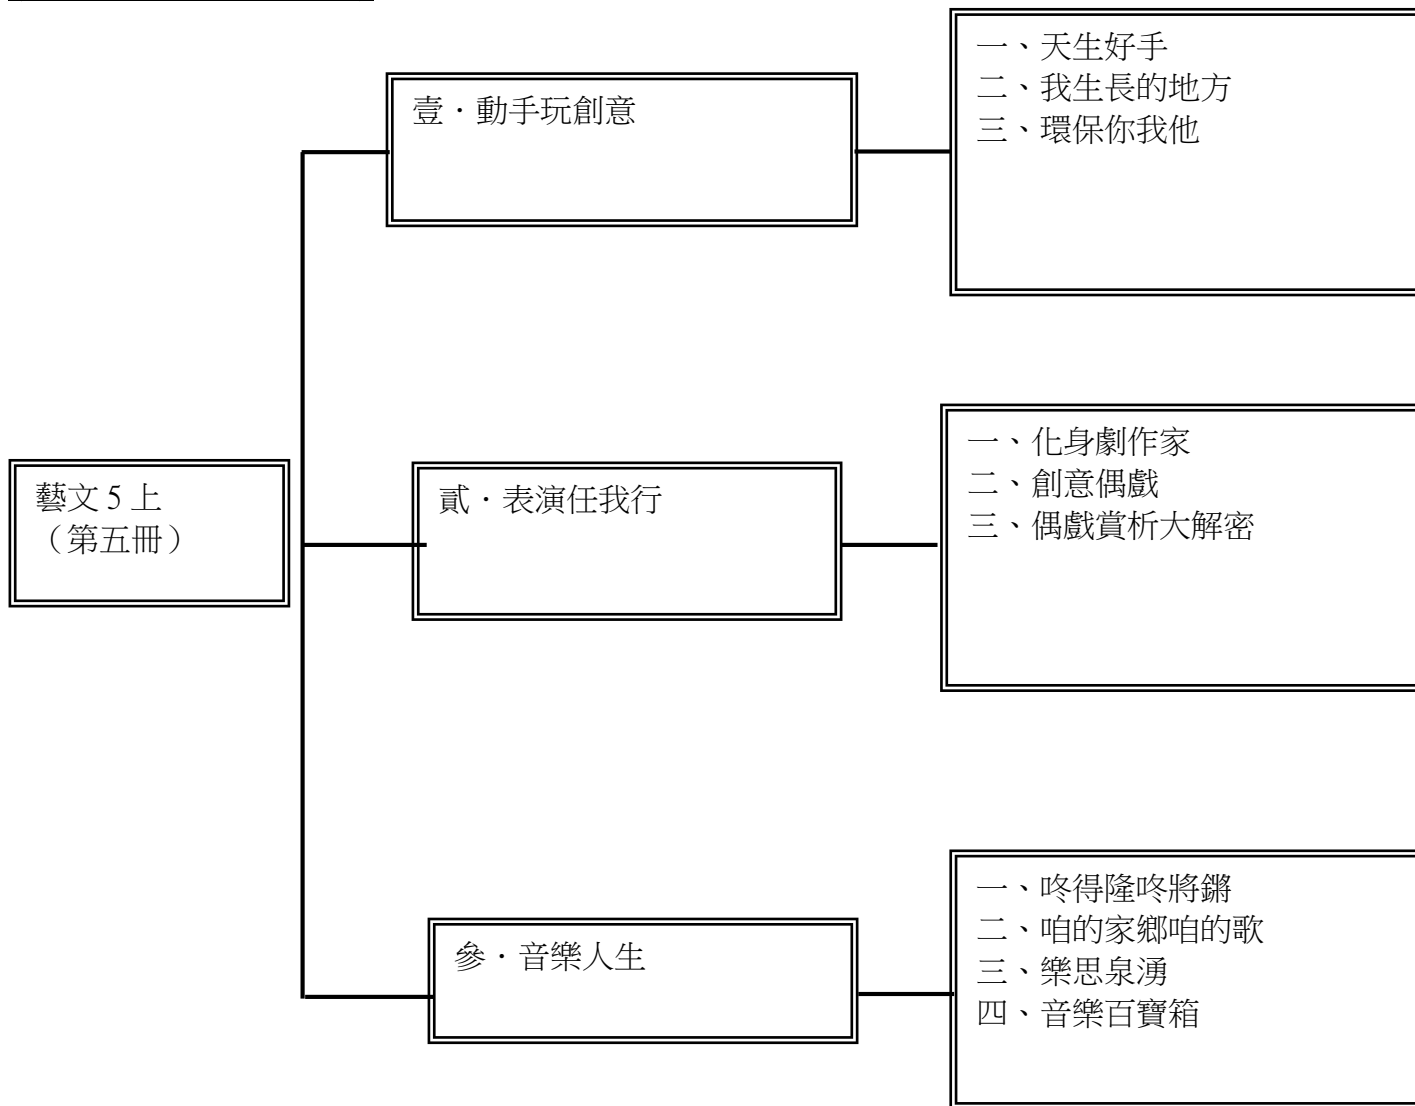 壹‧動手玩創意
一、天生好手
二、我生長的地方
三、環保你我他
藝文 5 上
（第五冊）
貳‧表演任我行
一、化身劇作家
二、創意偶戲
三、偶戲賞析大解密
參‧音樂人生
一、咚得隆咚將鏘
二、咱的家鄉咱的歌
三、樂思泉湧
四、音樂百寶箱